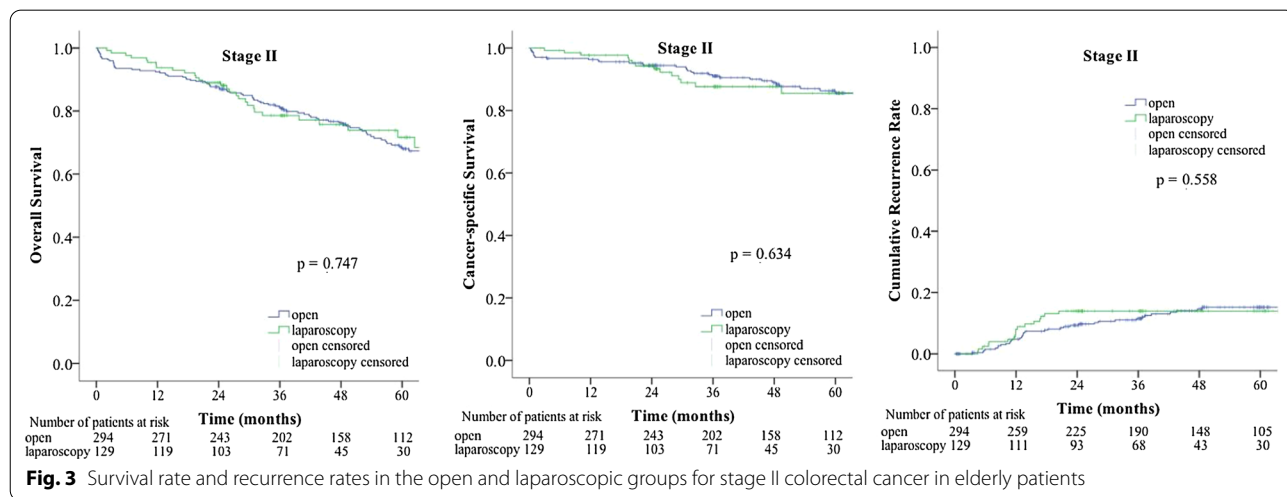 Stage II
Overall Survival
1.0
0.8
0.6
0.4
0.2
0.0
p = 0.747
open
laparoscopy
open censored
laparoscopy censored
0 12 24 36 48 60
Time (months)
Number of patients at risk
open 294 271 243 202 158 112
laparoscopy 129 119 103 71 45 30
Stage II
Cancer-specific Survival
1.0
0.8
0.6
0.4
0.2
0.0
p = 0.634
open
laparoscopy
open censored
laparoscopy censored
0 12 24 36 48 60
Time (months)
Number of patients at risk
open 294 271 243 202 158 112
laparoscopy 129 119 103 71 45 30
Stage II
Cumulative Recurrence Rate
1.0
0.8
0.6
0.4
0.2
0.0
open
laparoscopy
open censored
laparoscopy censored
p = 0.558
0 12 24 36 48 60
Time (months)
Number of patients at risk
open 294 259 225 190 148 105
laparoscopy 129 111 93 68 43 30
Fig. 3 Survival rate and recurrence rates in the open and laparoscopic groups for stage II colorectal cancer in elderly patients